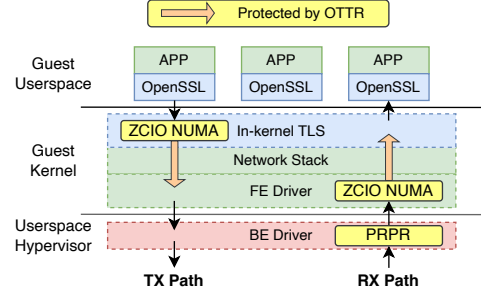 Protected by OTTR
Guest
Userspace
APP
OpenSSL
APP
OpenSSL
APP
OpenSSL
Guest
Kernel
ZCIO NUMA
In-kernel TLS
Network Stack
FE Driver
ZCIO NUMA
Userspace
Hypervisor
BE Driver
PRPR
TX Path
RX Path